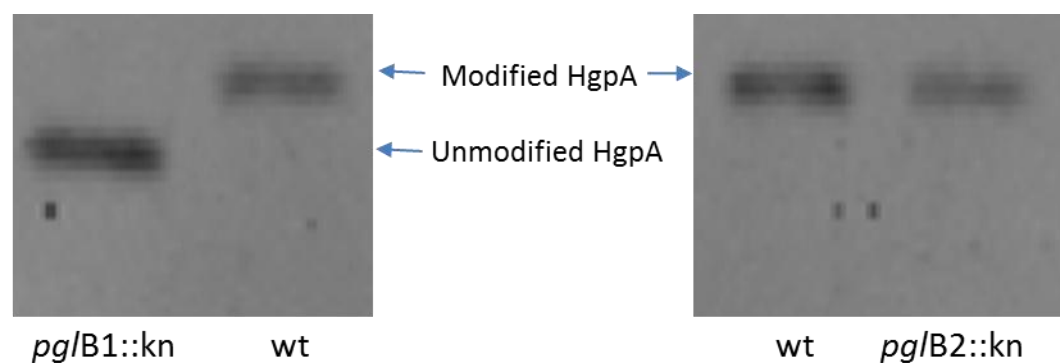 Modified HgpA
Unmodified HgpA
pglB1::kn
wt
wt
pglB2::kn